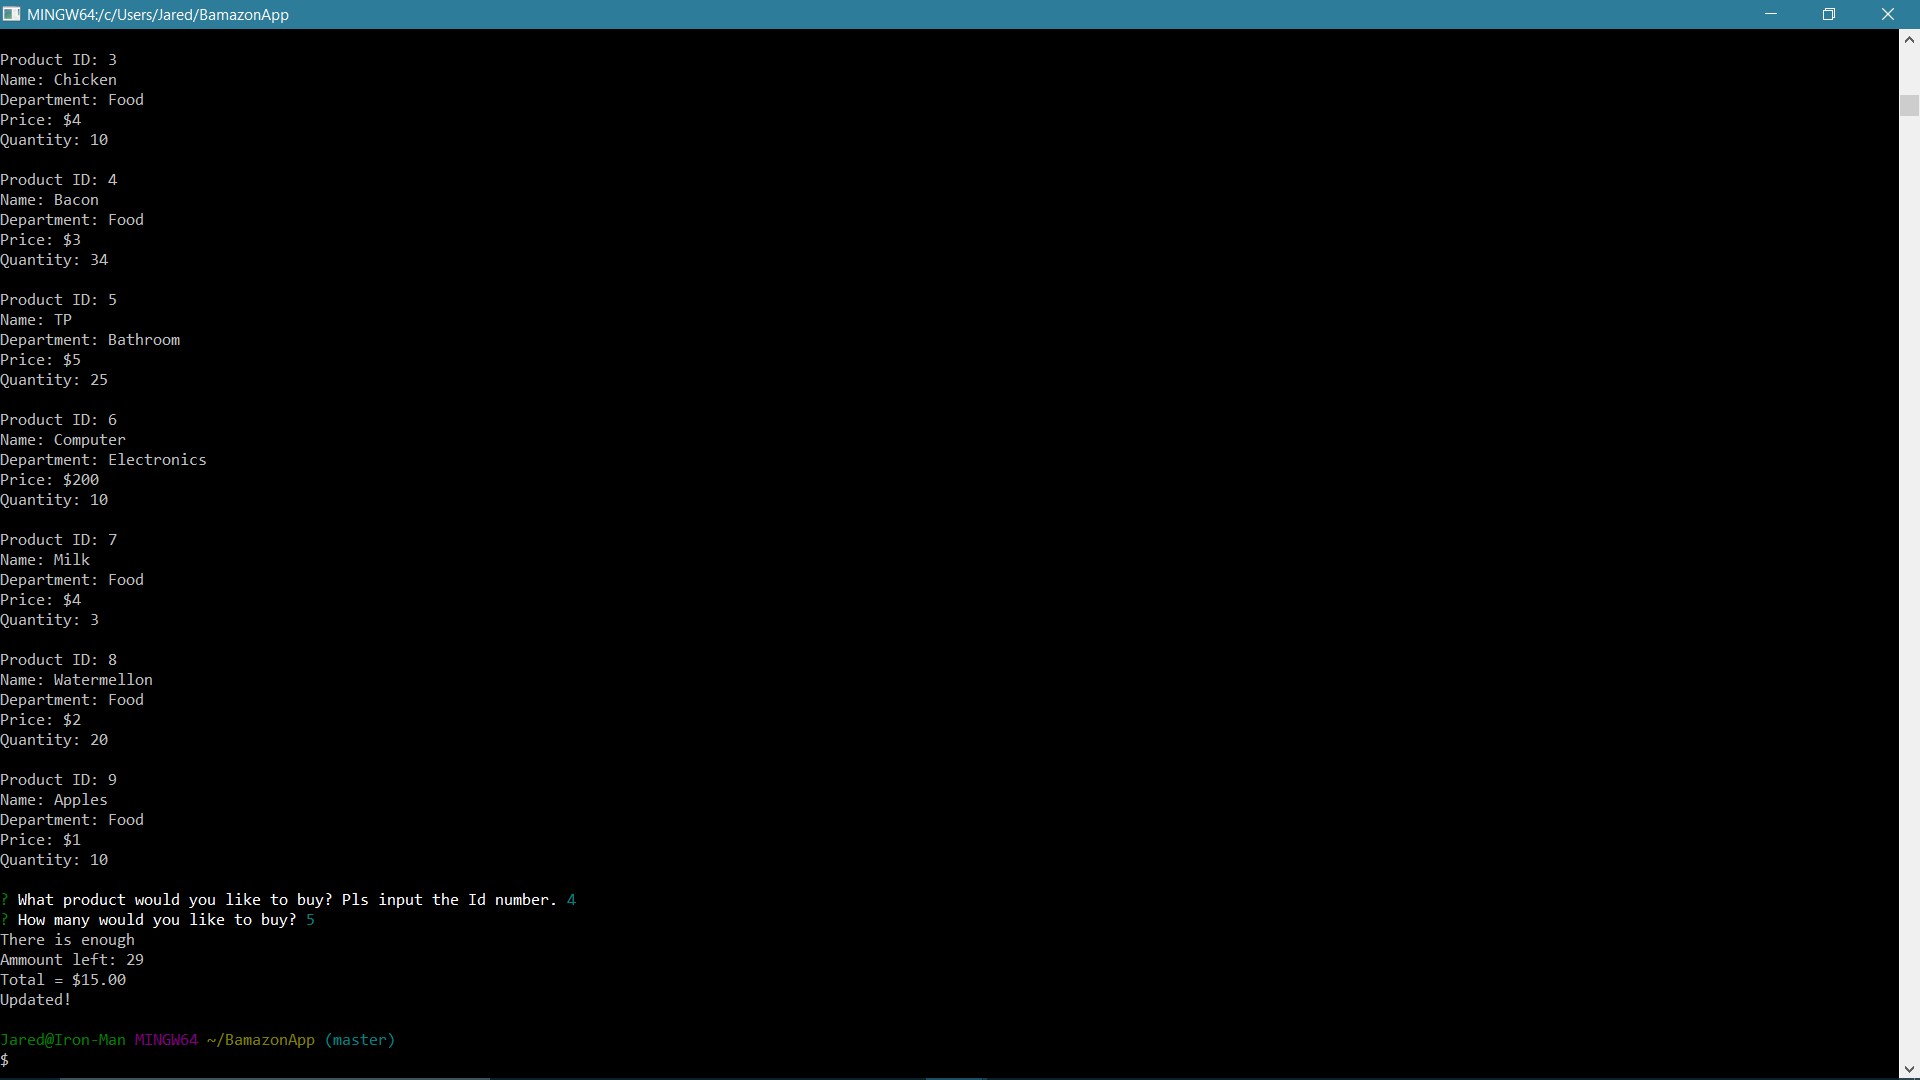 MINGW64:/c/Users/Jared/BamazonApp
Product ID: 3
Name: Chicken
Department: Food
Price: $4
Quantity: 10
Product ID: 4
Name: Bacon
Department: Food
Price: $3
Quantity: 34
Product ID: 5
Name: TP
Department: Bathroom
Price: $5
Quantity: 25
Product ID: 6
Name: Computer
Department: Electronics
Price: $200
Quantity: 10
Product ID: 7
Name: Milk
Department: Food
Price: $4
Quantity: 3
Product ID: 8
Name: Watermellon
Department: Food
Price: $2
Quantity: 20
Product ID: 9
Name: Apples
Department: Food
Price: $1
Quantity: 10
? What product would you like to buy? Pls input the Id number. 4
? How many would you like to buy? 5
There is enough
Ammount left: 29
Total = $15.00
Updated!
Jared@Iron-Man MINGW64 ~/BamazonApp (master)
$